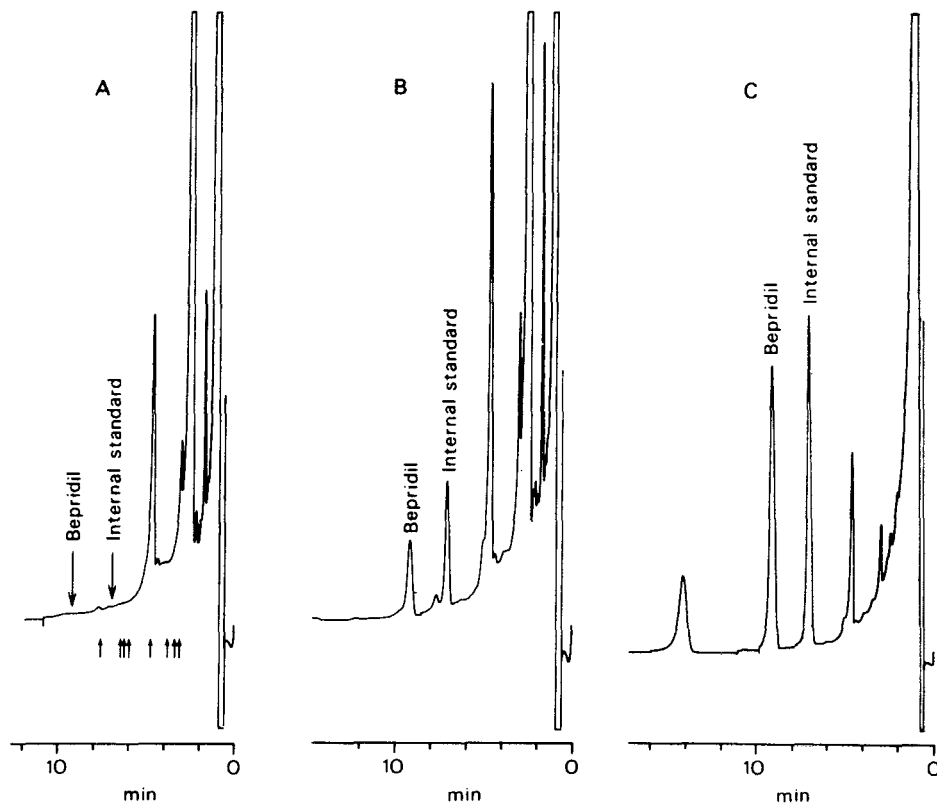 A
Bepridil
Internal standard
10
0
min
B
Bepridil
Internal standard
10
0
min
C
Bepridil
Internal standard
10
0
min